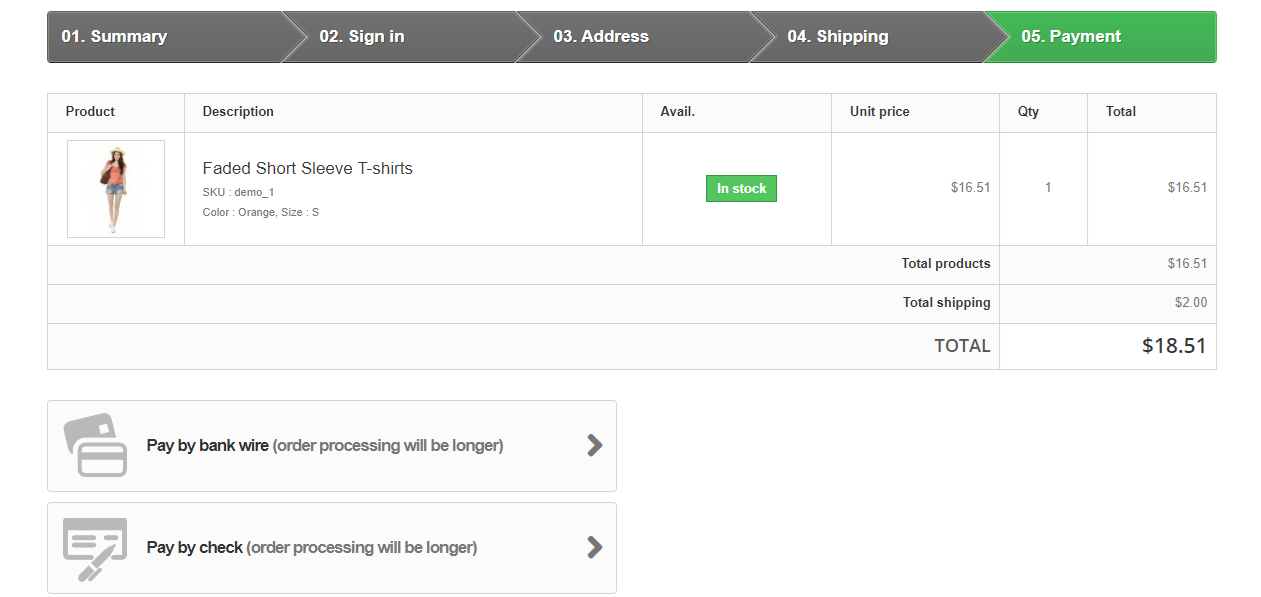 01. Summary 02. Sign in 03. Address 04. Shipping 05. Payment
Product Description Avail. Unit price Qty Total
Faded Short Sleeve T-shirts
SKU : demo_1
Color : Orange, Size : S
In stock $16.51 1 $16.51
Total products $16.51
Total shipping $2.00
TOTAL $18.51
Pay by bank wire (order processing will be longer)
Pay by check (order processing will be longer)